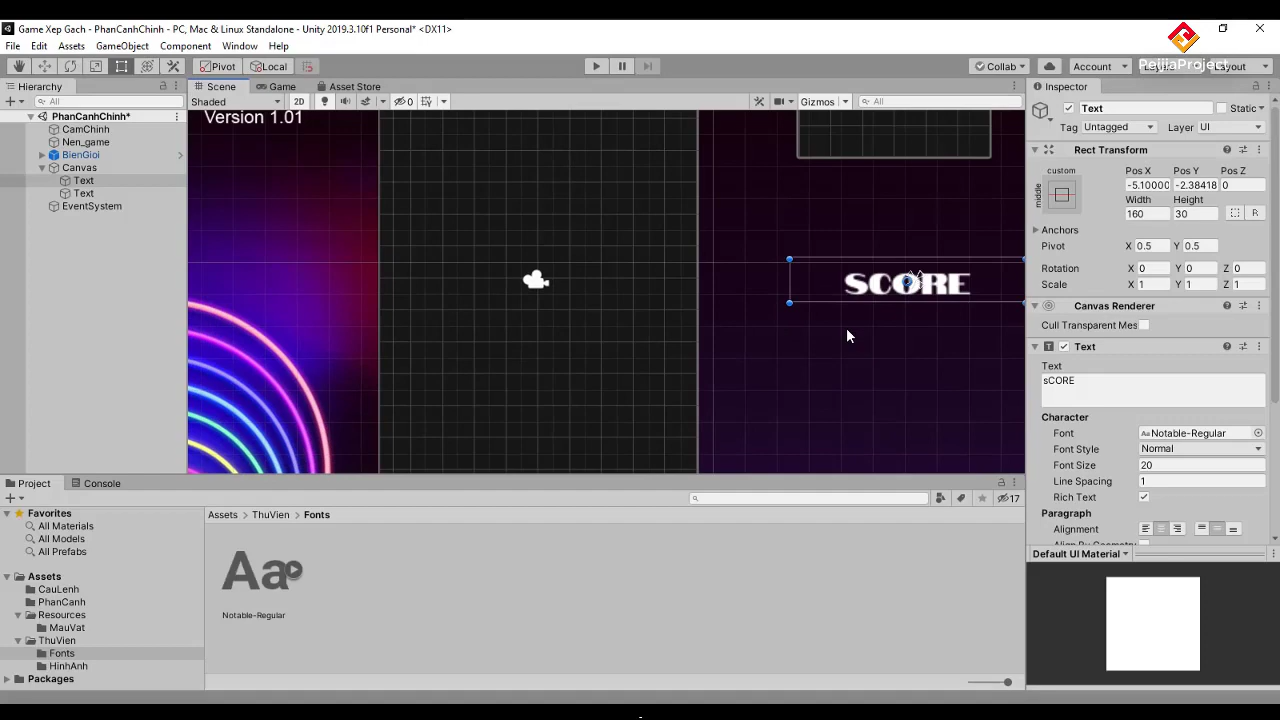 Game Xep Gach - PhanCanhChinh - PC, Mac & Linux Standalone - Unity 2019.3.10f1 Personal* <DX11>
File Edit Assets GameObject Component Window Help
PeijiaProject
Pivot Local Collab Account Layout
Hierarchy Scene Game Asset Store Inspector
All Shaded 2D 0 Gizmos All Text Static
Tag Untagged Layer UI
PhanCanhChinh*
CamChinh
Nen_game
BienGioi
Canvas
Text
Text
EventSystem
Version 1.01
SCORE
Rect Transform
custom Pos X Pos Y Pos Z
middle -5.10000 -2.38418 0
Width Height
160 30 R
Anchors
Pivot X 0.5 Y 0.5
Rotation X 0 Y 0 Z 0
Scale X 1 Y 1 Z 1
Canvas Renderer
Cull Transparent Mes
Text
Text
sCORE
Character
Font Aa Notable-Regular
Font Style Normal
Font Size 20
Line Spacing 1
Rich Text
Paragraph
Alignment
Default UI Material
Project Console
17
Favorites
All Materials
All Models
All Prefabs
Assets
CauLenh
PhanCanh
Resources
MauVat
ThuVien
Fonts
HinhAnh
Packages
Assets ThuVien Fonts
Aa
Notable-Regular